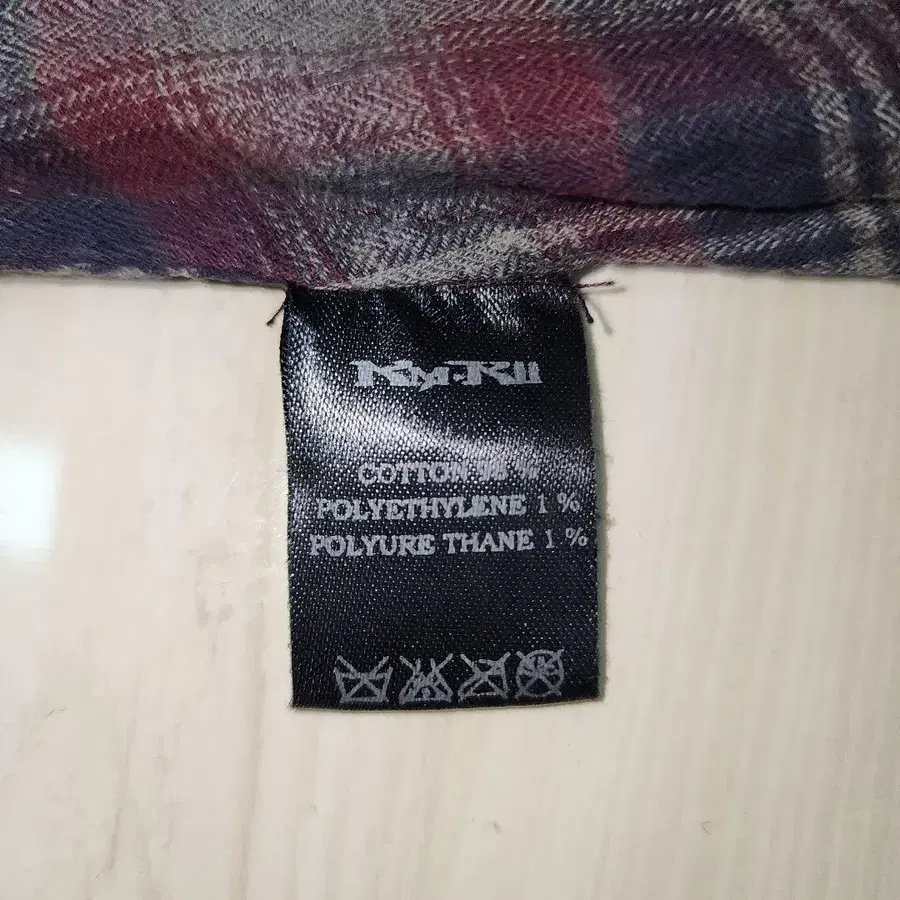 COTTON 98 %
POLYETHYLENE 1 %
POLYURE THANE 1 %